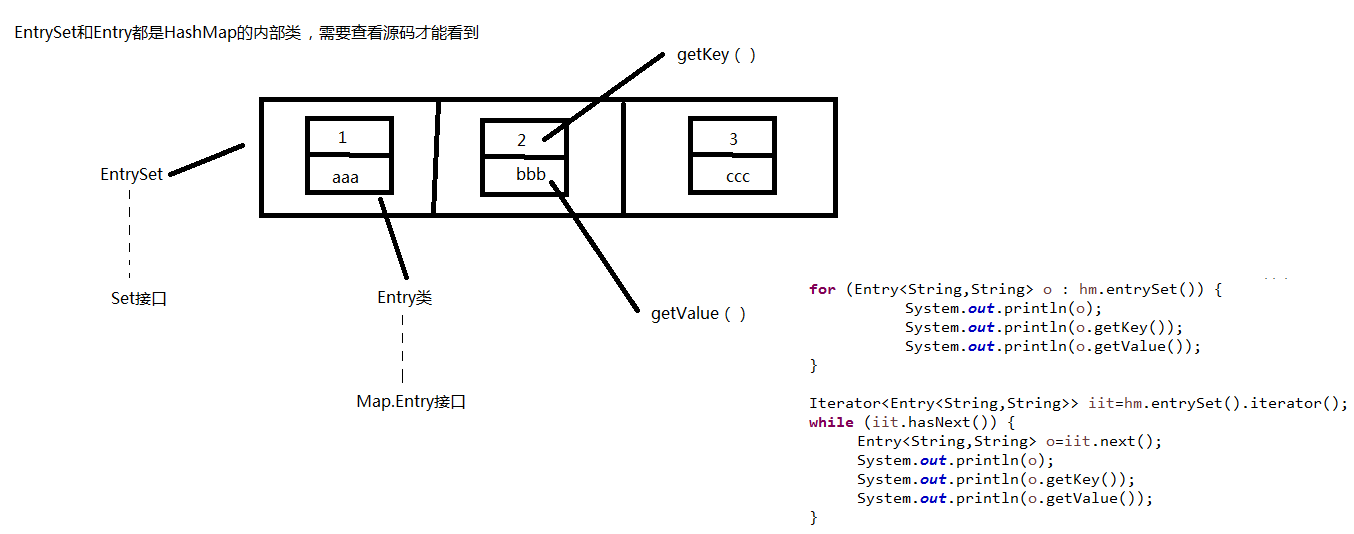 EntrySet和Entry都是HashMap的内部类，需要查看源码才能看到
getKey（ ）
1
2
3
aaa
bbb
ccc
EntrySet
Set接口
Entry类
getValue（ ）
Map.Entry接口
for (Entry<String,String> o : hm.entrySet()) {
System.out.println(o);
System.out.println(o.getKey());
System.out.println(o.getValue());
}
Iterator<Entry<String,String>> iit=hm.entrySet().iterator();
while (iit.hasNext()) {
Entry<String,String> o=iit.next();
System.out.println(o);
System.out.println(o.getKey());
System.out.println(o.getValue());
}